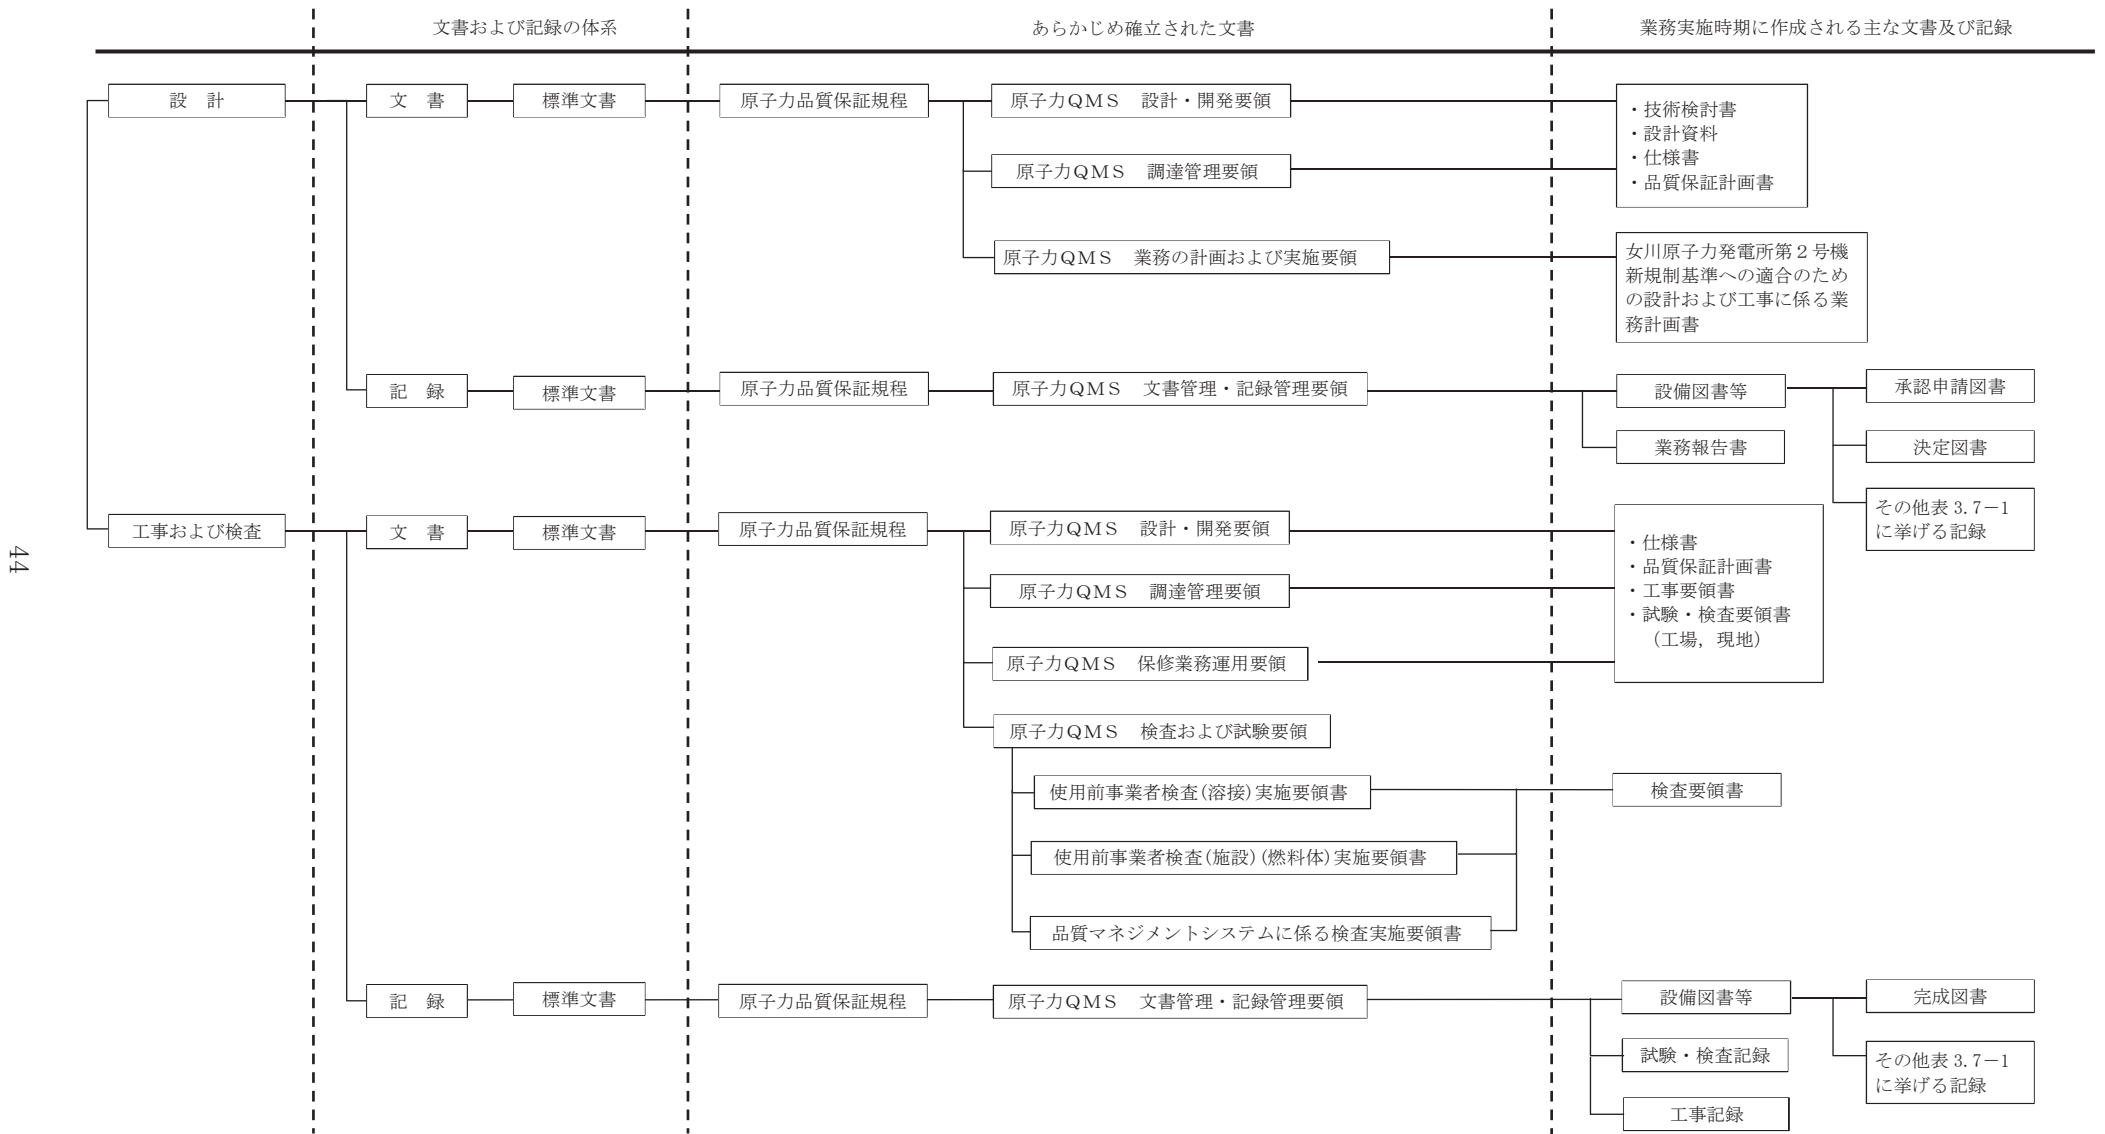 文書および記録の体系
あらかじめ確立された文書
業務実施時期に作成される主な文書及び記録
設　計
文　書
標準文書
原子力品質保証規程
原子力QMS　設計・開発要領
・技術検討書
・設計資料
・仕様書
・品質保証計画書
原子力QMS　調達管理要領
原子力QMS　業務の計画および実施要領
女川原子力発電所第２号機
新規制基準への適合のため
の設計および工事に係る業
務計画書
記　録
標準文書
原子力品質保証規程
原子力QMS　文書管理・記録管理要領
設備図書等
承認申請図書
業務報告書
決定図書
その他表 3.7－1
に挙げる記録
工事および検査
文　書
標準文書
原子力品質保証規程
原子力QMS　設計・開発要領
・仕様書
・品質保証計画書
・工事要領書
・試験・検査要領書
（工場，現地）
原子力QMS　調達管理要領
原子力QMS　保修業務運用要領
原子力QMS　検査および試験要領
使用前事業者検査(溶接)実施要領書
検査要領書
使用前事業者検査(施設)(燃料体)実施要領書
品質マネジメントシステムに係る検査実施要領書
記　録
標準文書
原子力品質保証規程
原子力QMS　文書管理・記録管理要領
設備図書等
完成図書
試験・検査記録
その他表 3.7－1
に挙げる記録
工事記録
44